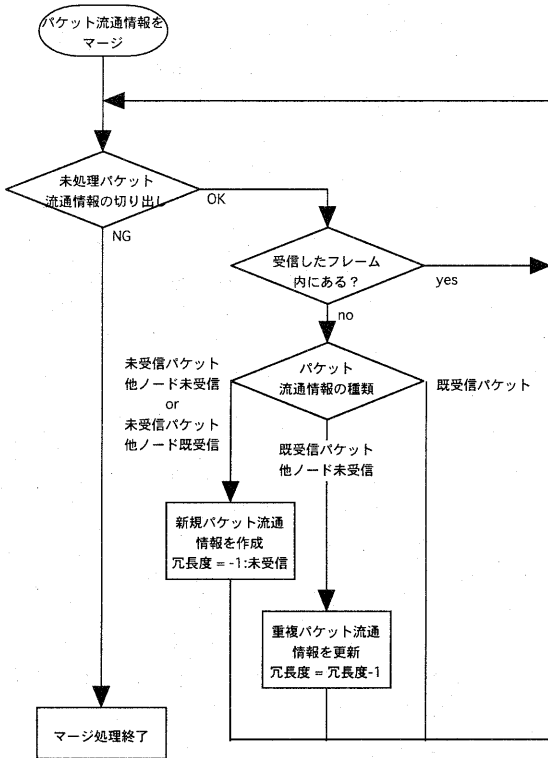 パケット流通情報を
マージ
未処理パケット
流通情報の切り出し
OK
NG
受信したフレーム
内にある？
yes
no
パケット
流通情報の種類
未受信パケット
他ノード未受信
or
未受信パケット
他ノード既受信
既受信パケット
既受信パケット
他ノード未受信
新規パケット流通
情報を作成
冗長度 = -1:未受信
重複パケット流通
情報を更新
冗長度 = 冗長度-1
マージ処理終了